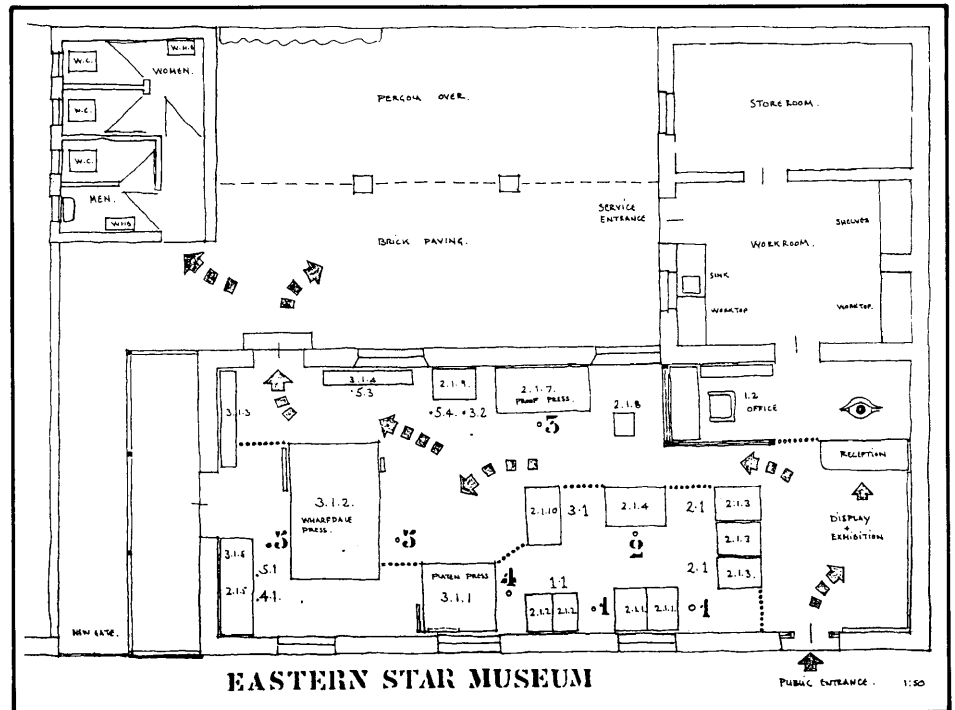 W.H.B
W.C.
WOMEN.
W.C.
W.C.
MEN.
WHB
PERGOLA OVER.
STOREROOM.
SERVICE
ENTRANCE
BRICK PAVING.
SHELVES
WORKROOM.
SINK
WORKTOP
WORKTOP
3.1.4
5.3
2.1.9.
5.4. 3.2
2.1.7.
PROOF PRESS.
3
2.1.8
1.2
OFFICE
RECEPTION
3.1.3
3.1.2.
WHARFDALE
PRESS.
3
3
3.1.6
2.1.5
5.1
4.1
2.1.10
3.1
2.1.4
2.1
2.1.3
2.1.3
2.1
2.1.3.
2
DISPLAY
+
EXHIBITION
PLATEN PRESS
3.1.1
4
1.1
2.1.2
2.1.2.
1
2.1.1.
2.1.1.
1
NEW GATE.
EASTERN STAR MUSEUM
PUBLIC ENTRANCE.
1:50